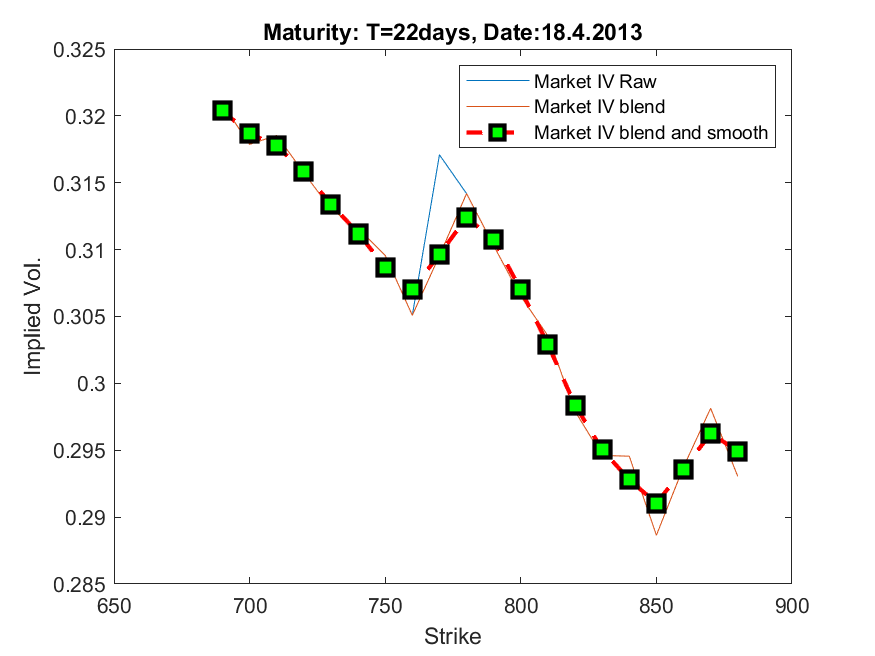 Maturity: T=22days, Date:18.4.2013
0.325
0.32
0.315
0.31
0.305
0.3
0.295
0.29
0.285
Implied Vol.
Market IV Raw
Market IV blend
Market IV blend and smooth
650
700
750
800
850
900
Strike